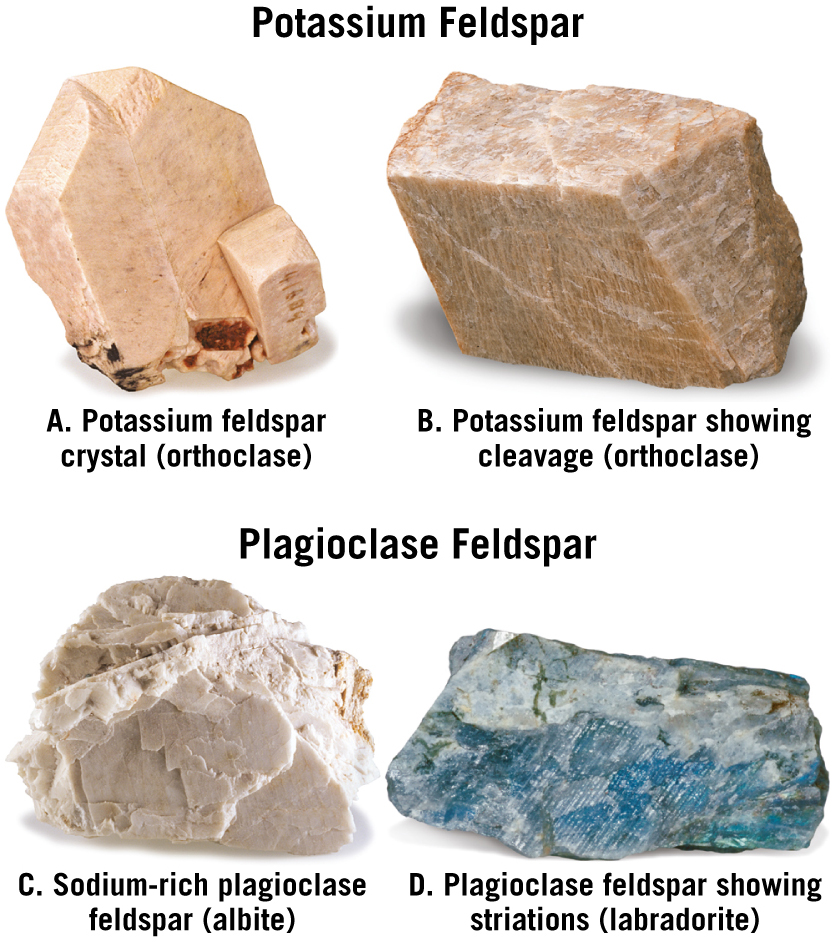 Potassium Feldspar
A. Potassium feldspar
crystal (orthoclase)
B. Potassium feldspar showing
cleavage (orthoclase)
Plagioclase Feldspar
C. Sodium-rich plagioclase
feldspar (albite)
D. Plagioclase feldspar showing
striations (labradorite)